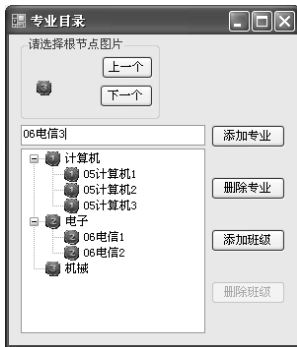 专业目录
请选择根节点图片
上一个
下一个
06电信3
添加专业
计算机
05计算机1
05计算机2
05计算机3
电子
06电信1
06电信2
机械
删除专业
添加班级
删除班级